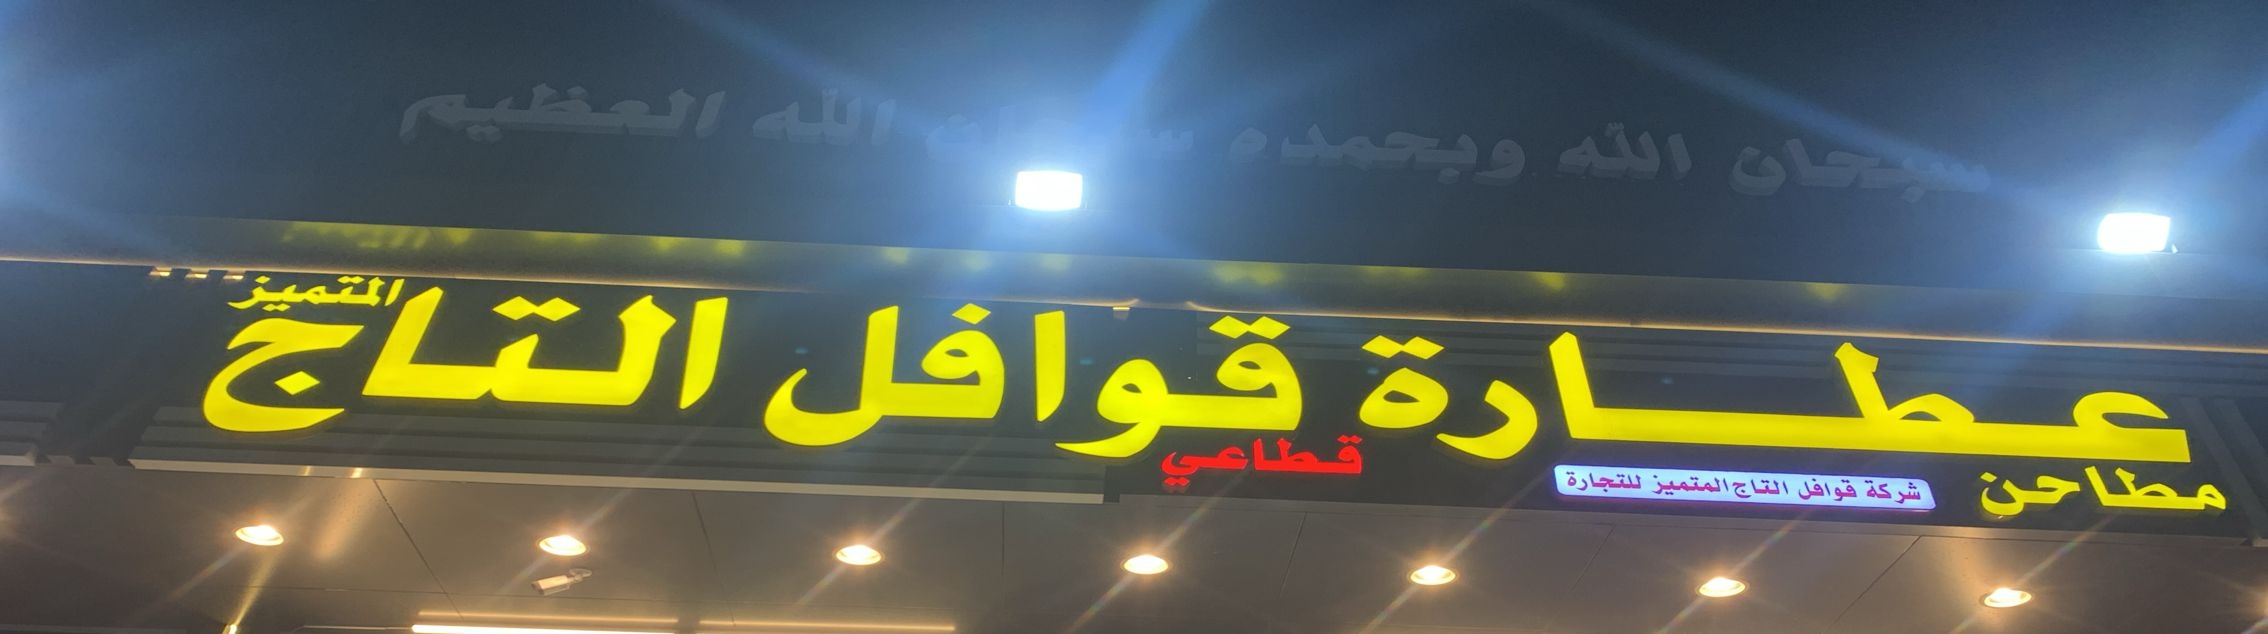 سبحان الله وبحمده سبحان الله العظيم
عطارة قوافل التاج المتميز
قطاعي
مطاحن
شركة قوافل التاج المتميز للتجارة